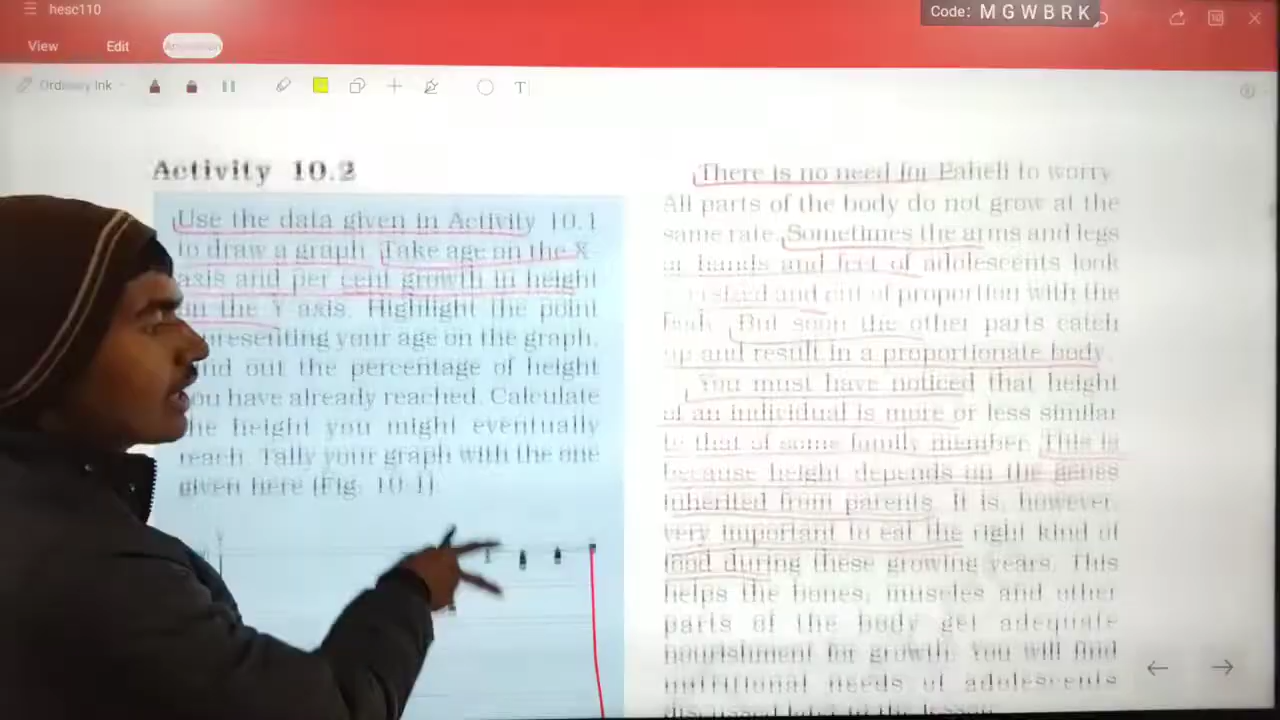 hesc110
Code: MGWBRK
View Edit Annotation
Ordinary Ink
T
Activity 10.2
Use the data given in Activity 10.1
to draw a graph. Take age on the X-
axis and per cent growth in height
on the Y-axis. Highlight the point
representing your age on the graph.
out the percentage of height
you have already reached. Calculate
the height you might eventually
reach. Tally your graph with the one
given here (Fig. 10.1).
There is no need for Paheli to worry.
All parts of the body do not grow at the
same rate. Sometimes the arms and legs
or hands and feet of adolescents look
and out of proportion with the
body. But soon the other parts catch
up and result in a proportionate body.
You must have noticed that height
of an individual is more or less similar
to that of some family member. This is
because height depends on the genes
inherited from parents. It is, however,
very important to eat the right kind of
food during these growing years. This
helps the bones, muscles and other
parts of the body get adequate
nourishment for growth. You will find
nutritional needs of adolescents
discussed later in the lesson.